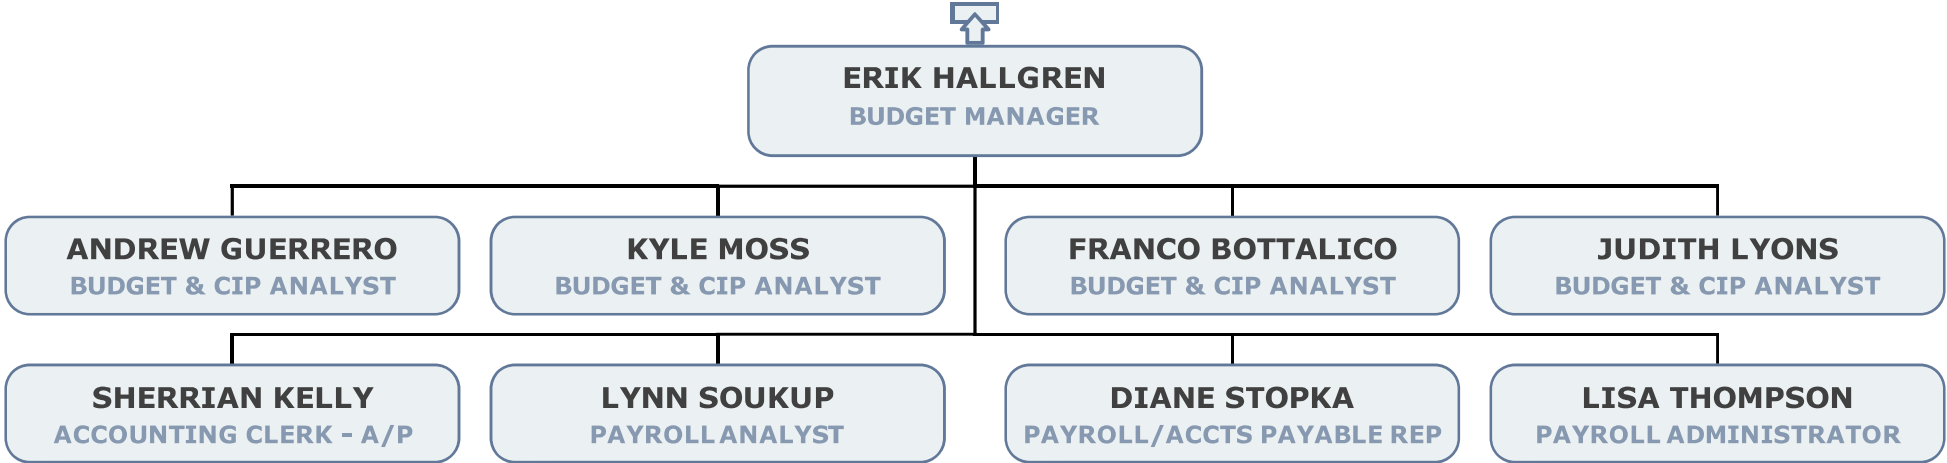 ERIK HALLGREN
BUDGET MANAGER
ANDREW GUERRERO
BUDGET & CIP ANALYST
KYLE MOSS
BUDGET & CIP ANALYST
FRANCO BOTTALICO
BUDGET & CIP ANALYST
JUDITH LYONS
BUDGET & CIP ANALYST
SHERRIAN KELLY
ACCOUNTING CLERK – A/P
LYNN SOUKUP
PAYROLL ANALYST
DIANE STOPKA
PAYROLL/ACCTS PAYABLE REP
LISA THOMPSON
PAYROLL ADMINISTRATOR